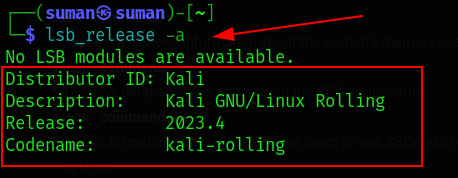 ┌──(suman㉿suman)-[~]
└─$ lsb_release -a
No LSB modules are available.
Distributor ID: Kali
Description:    Kali GNU/Linux Rolling
Release:        2023.4
Codename:       kali-rolling